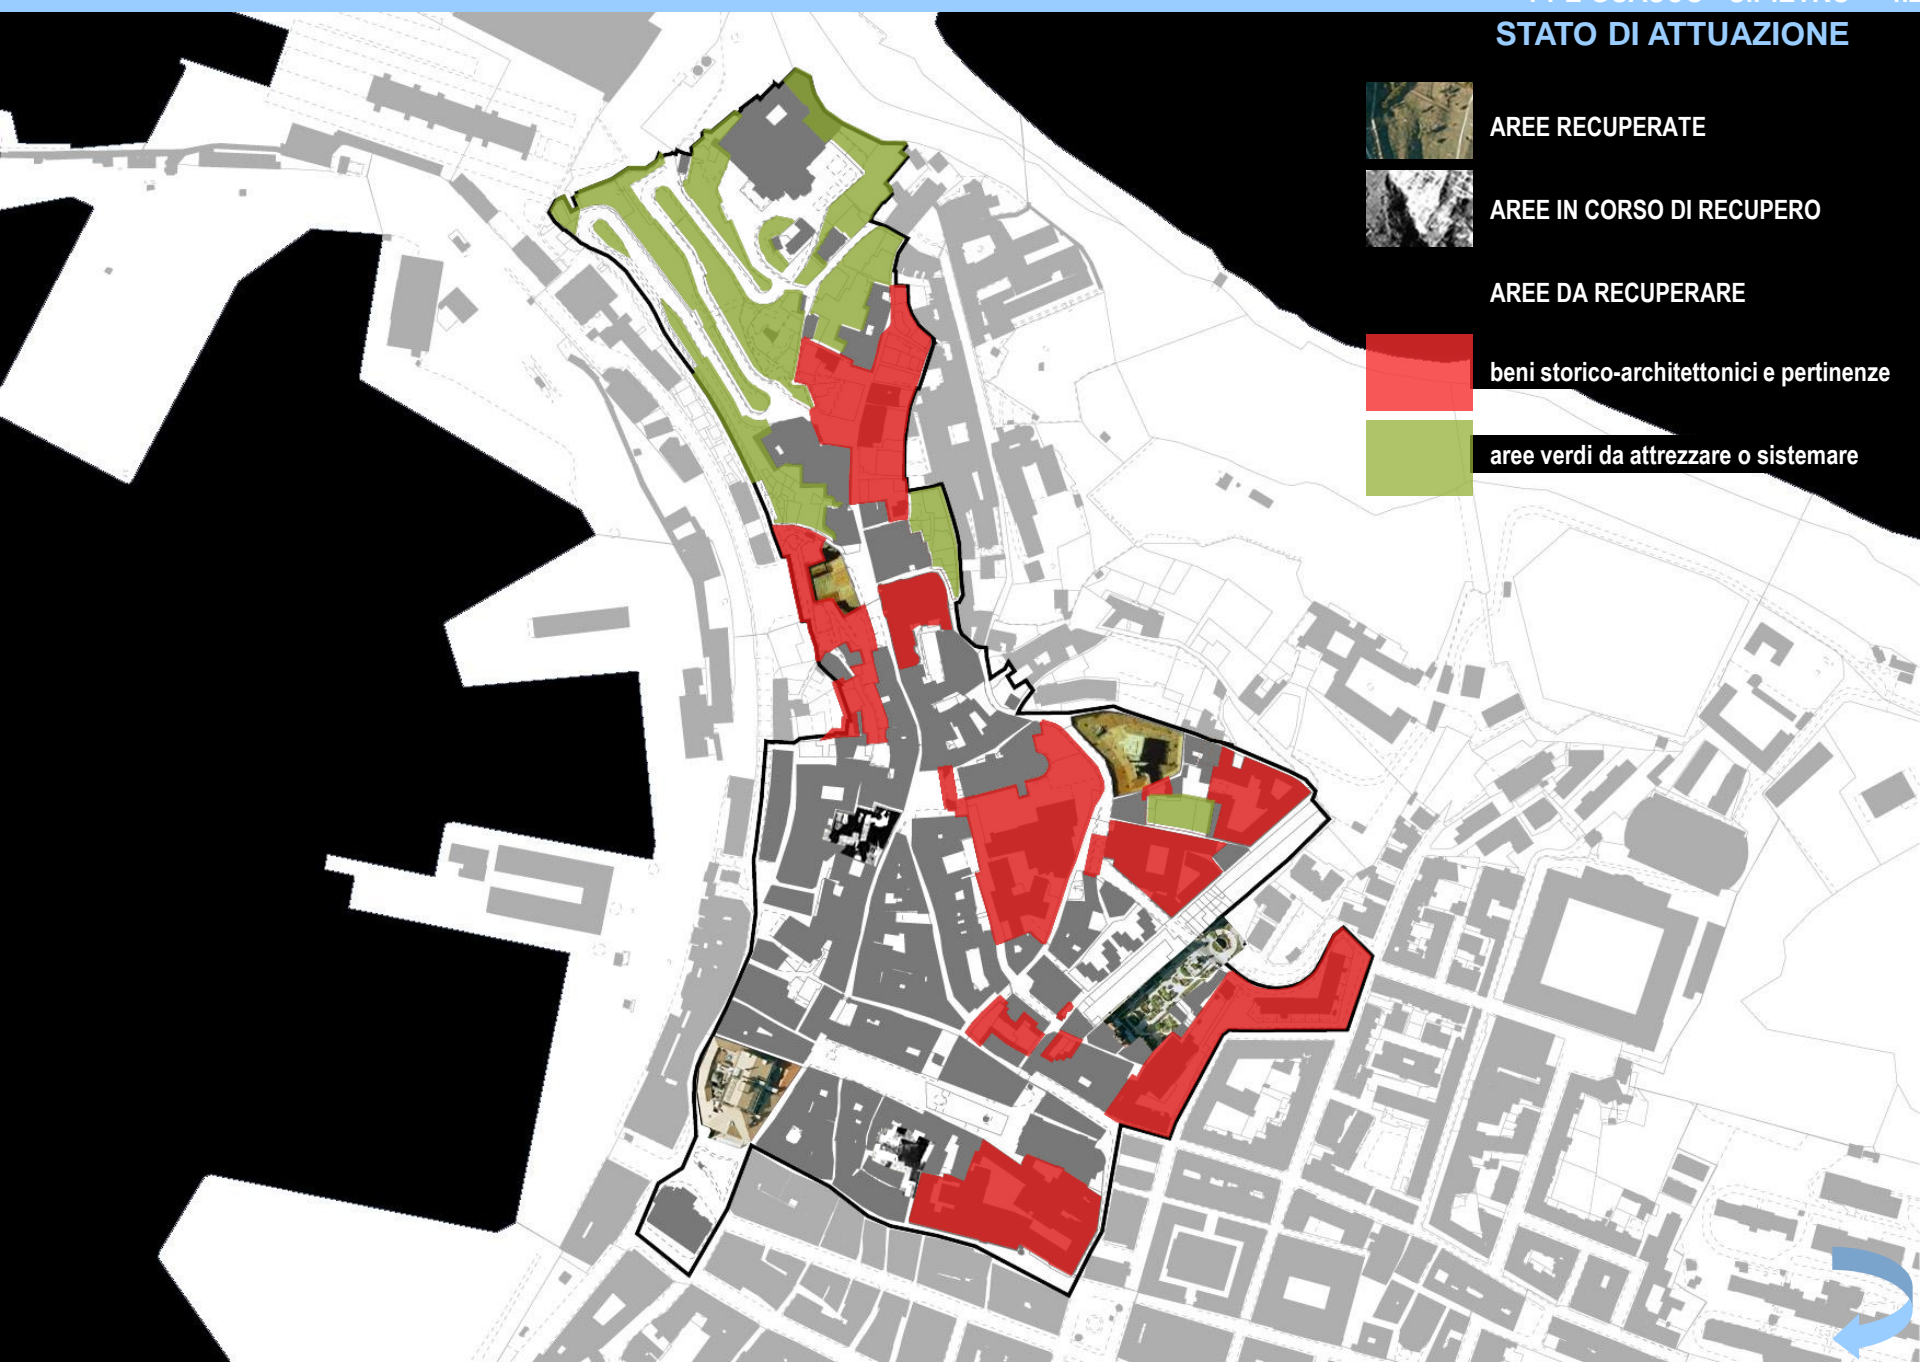 STATO DI ATTUAZIONE
AREE RECUPERATE
AREE IN CORSO DI RECUPERO
AREE DA RECUPERARE
beni storico-architettonici e pertinenze
aree verdi da attrezzare o sistemare